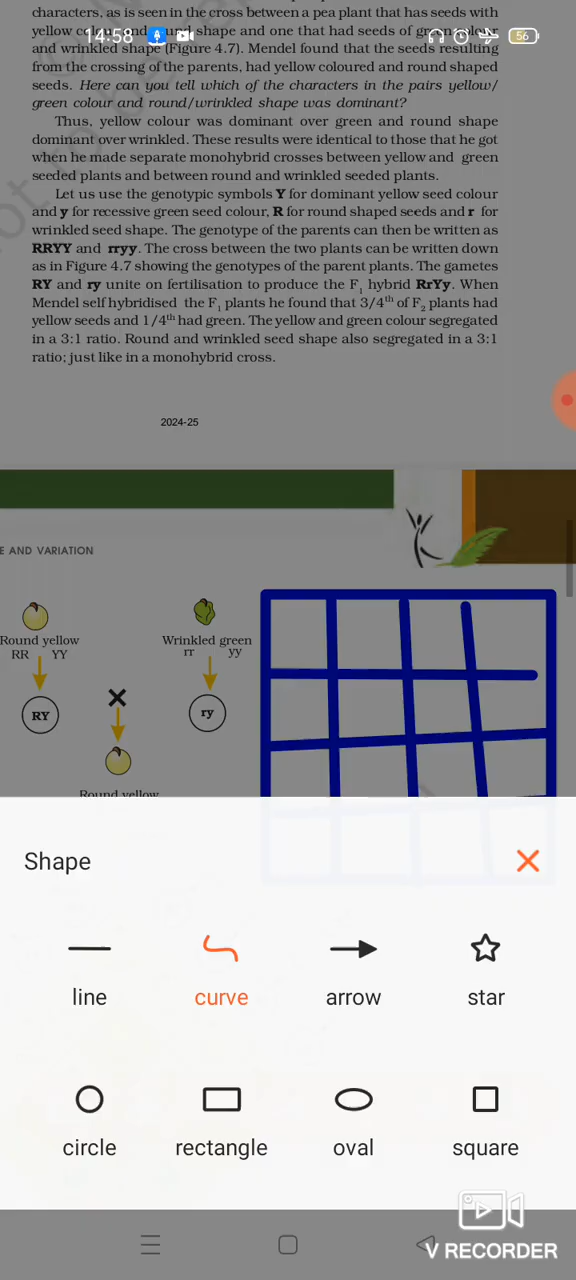 characters, as is seen in the cross between a pea plant that has seeds with
14:58
56
yellow colour and round shape and one that had seeds of green colour
and wrinkled shape (Figure 4.7). Mendel found that the seeds resulting
from the crossing of the parents, had yellow coloured and round shaped
seeds. Here can you tell which of the characters in the pairs yellow/
green colour and round/wrinkled shape was dominant?
Thus, yellow colour was dominant over green and round shape
dominant over wrinkled. These results were identical to those that he got
when he made separate monohybrid crosses between yellow and green
seeded plants and between round and wrinkled seeded plants.
Let us use the genotypic symbols Y for dominant yellow seed colour
and y for recessive green seed colour, R for round shaped seeds and r for
wrinkled seed shape. The genotype of the parents can then be written as
RRYY and rryy. The cross between the two plants can be written down
as in Figure 4.7 showing the genotypes of the parent plants. The gametes
RY and ry unite on fertilisation to produce the F1 hybrid RrYy. When
Mendel self hybridised the F1 plants he found that 3/4th of F2 plants had
yellow seeds and 1/4th had green. The yellow and green colour segregated
in a 3:1 ratio. Round and wrinkled seed shape also segregated in a 3:1
ratio; just like in a monohybrid cross.
2024-25
E AND VARIATION
Round yellow
RR YY
Wrinkled green
rr yy
RY
ry
Round yellow
Shape
line
curve
arrow
star
circle
rectangle
oval
square
V RECORDER